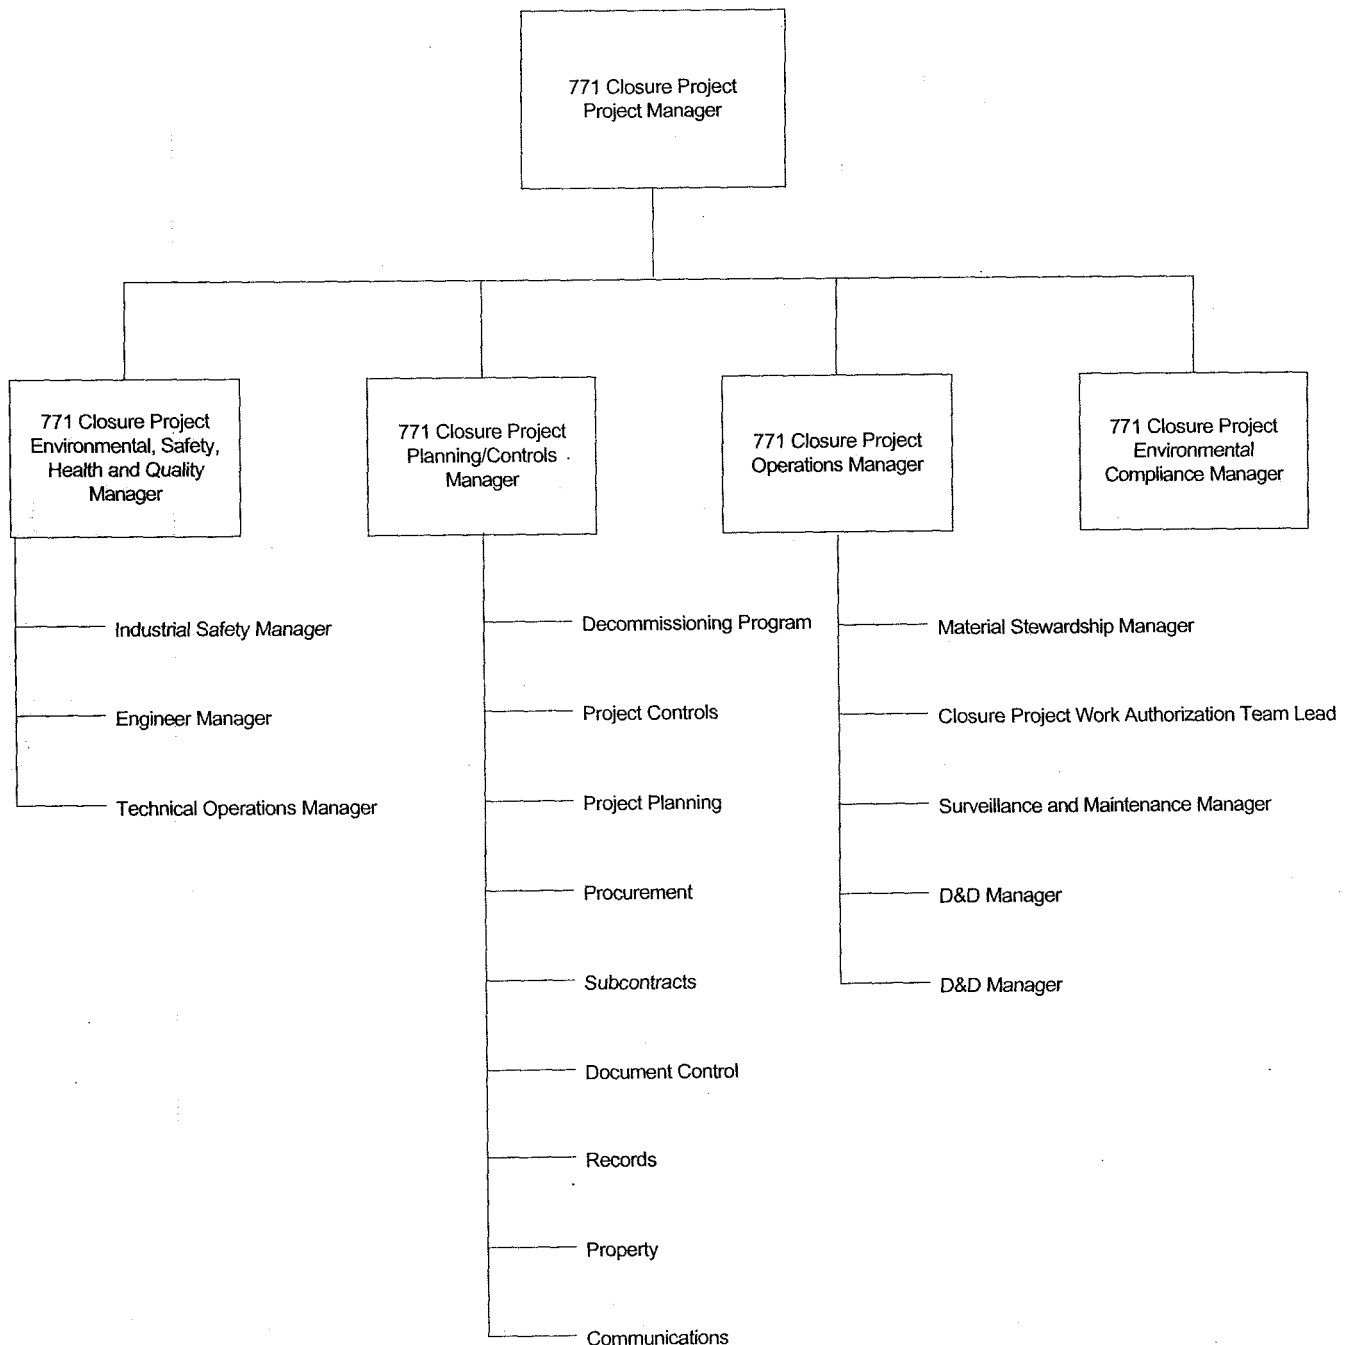 771 Closure Project
Project Manager
771 Closure Project
Environmental, Safety,
Health and Quality
Manager
771 Closure Project
Planning/Controls
Manager
771 Closure Project
Operations Manager
771 Closure Project
Environmental
Compliance Manager
Industrial Safety Manager
Engineer Manager
Technical Operations Manager
Decommissioning Program
Project Controls
Project Planning
Procurement
Subcontracts
Document Control
Records
Property
Communications
Material Stewardship Manager
Closure Project Work Authorization Team Lead
Surveillance and Maintenance Manager
D&D Manager
D&D Manager